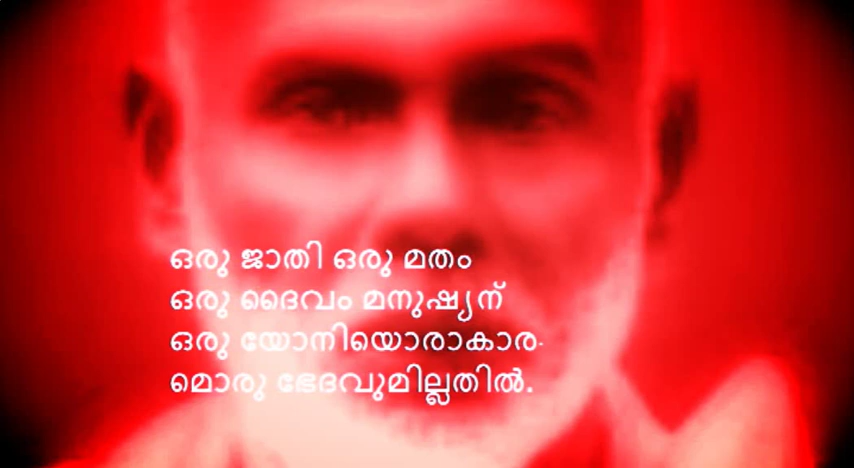 ഒരു ജാതി ഒരു മതം
ഒരു ദൈവം മനുഷ്യന്
ഒരു യോനിയൊരാകാര-
മൊരു ഭേദവുമില്ലതിൽ.